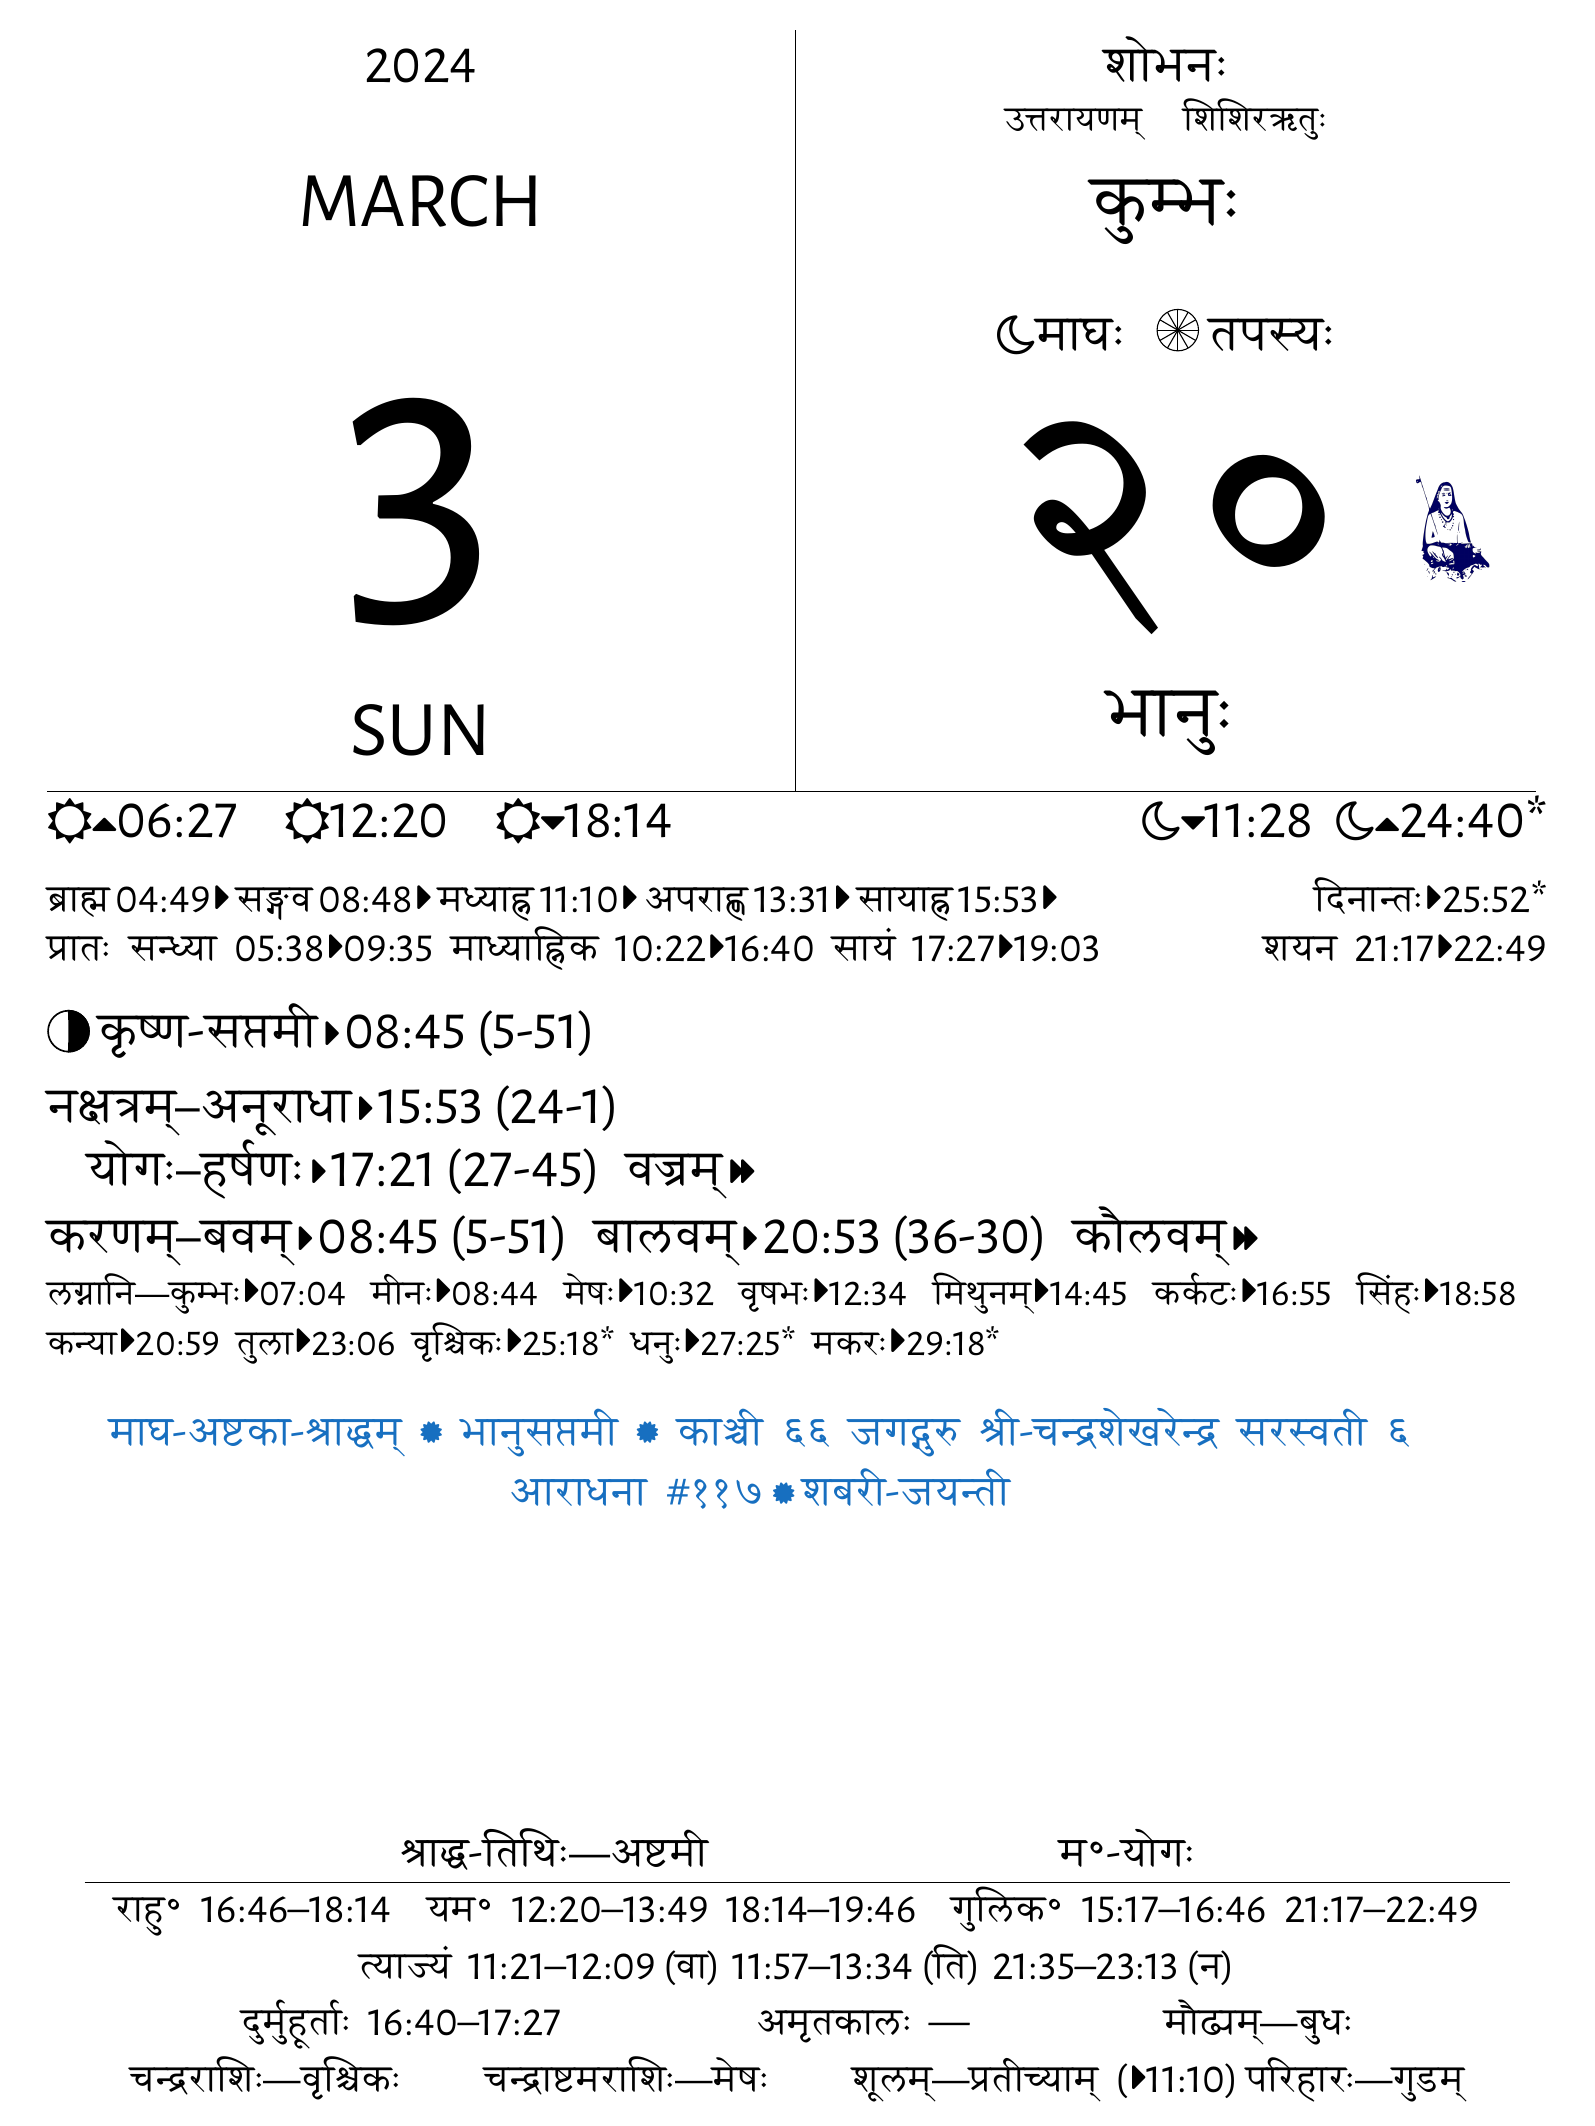 2024
MARCH
3
SUN
शोभनः
उत्तरायणम् शिशिरऋतुः
कुम्भः
माघः तपस्यः
२०
भानुः
06:27 12:20 18:14 11:28 24:40*
ब्राह्म 04:49 सङ्गव 08:48 मध्याह्न 11:10 अपराह्ण 13:31 सायाह्न 15:53 दिनान्तः 25:52*
प्रातः सन्ध्या 05:38 09:35 माध्याह्निक 10:22 16:40 सायं 17:27 19:03 शयन 21:17 22:49
कृष्ण-सप्तमी 08:45 (5-51)
नक्षत्रम्–अनूराधा 15:53 (24-1)
योगः–हर्षणः 17:21 (27-45) वज्रम्
करणम्–बवम् 08:45 (5-51) बालवम् 20:53 (36-30) कौलवम्
लग्नानि—कुम्भः 07:04 मीनः 08:44 मेषः 10:32 वृषभः 12:34 मिथुनम् 14:45 कर्कटः 16:55 सिंहः 18:58
कन्या 20:59 तुला 23:06 वृश्चिकः 25:18* धनुः 27:25* मकरः 29:18*
माघ-अष्टका-श्राद्धम् भानुसप्तमी काञ्ची ६६ जगद्गुरु श्री-चन्द्रशेखरेन्द्र सरस्वती ६
आराधना #११७ शबरी-जयन्ती
श्राद्ध-तिथिः—अष्टमी म॰-योगः
राहु॰ 16:46–18:14 यम॰ 12:20–13:49 18:14–19:46 गुलिक॰ 15:17–16:46 21:17–22:49
त्याज्यं 11:21–12:09 (वा) 11:57–13:34 (ति) 21:35–23:13 (न)
दुर्मुहूर्ताः 16:40–17:27 अमृतकालः — मौढ्यम्—बुधः
चन्द्रराशिः—वृश्चिकः चन्द्राष्टमराशिः—मेषः शूलम्—प्रतीच्याम् (11:10) परिहारः—गुडम्